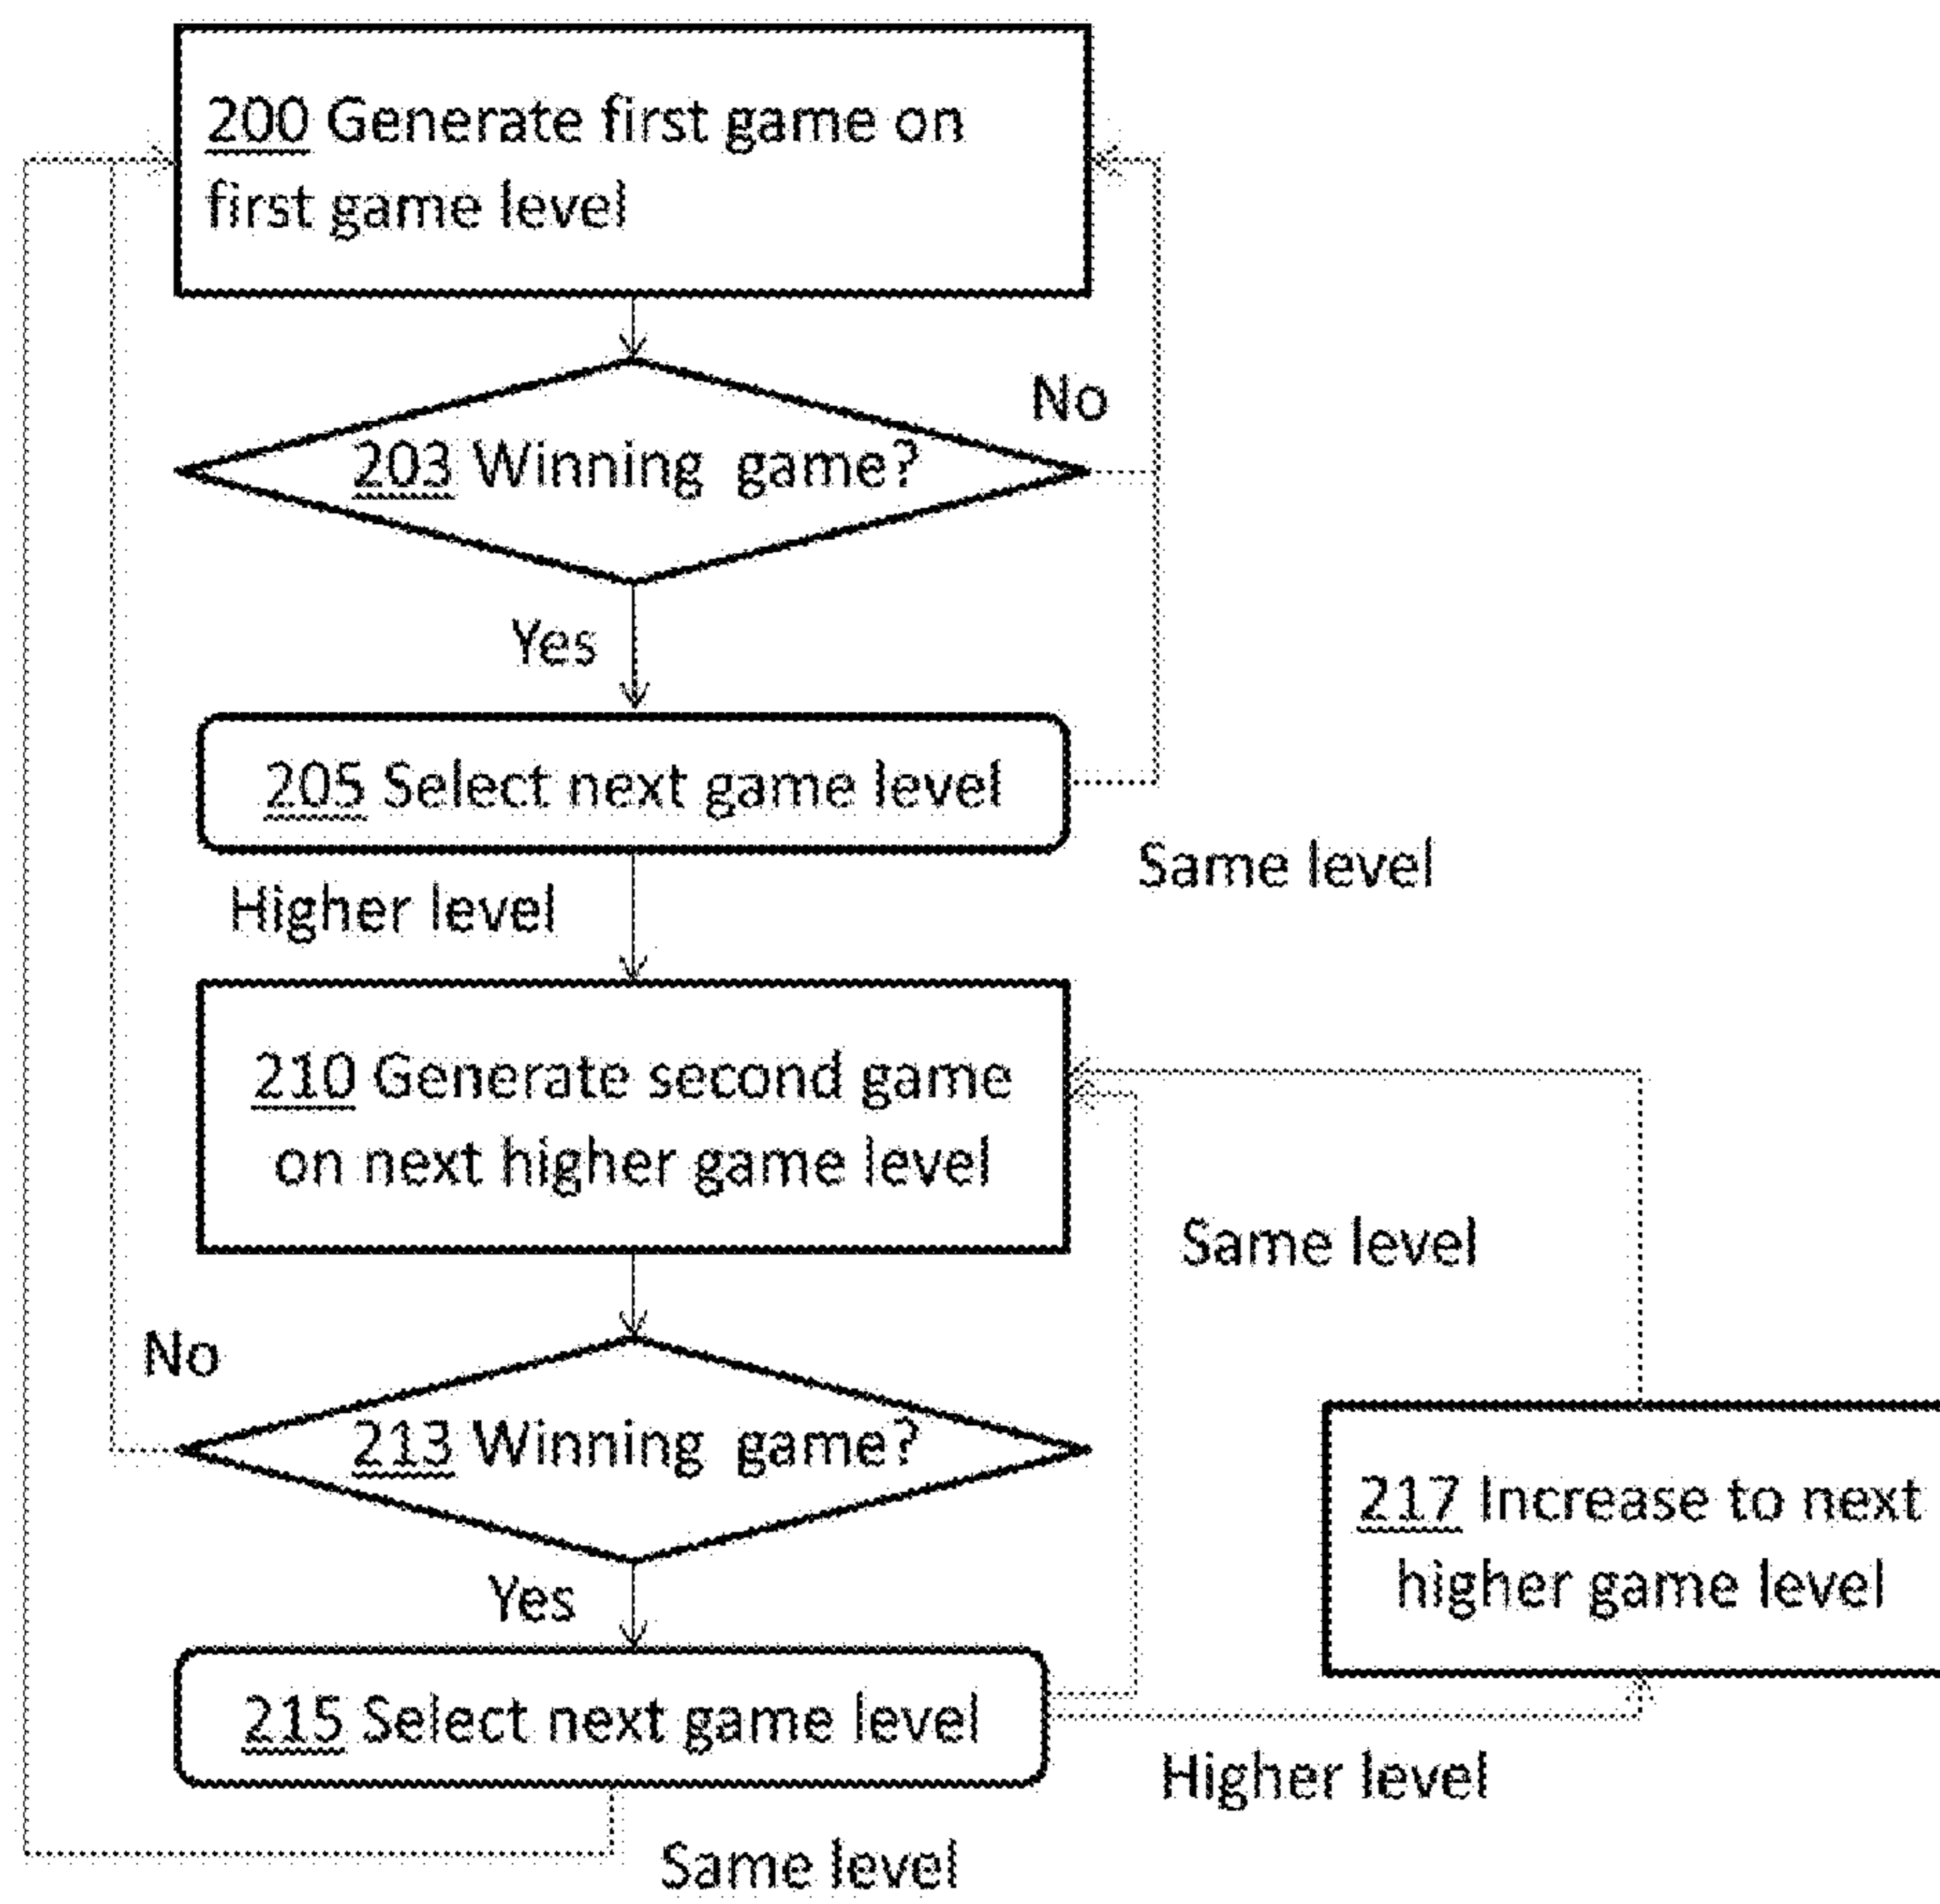 200 Generate first game on
first game level
No
203 Winning game?
Yes
205 Select next game level
Same level
Higher level
210 Generate second game
on next higher game level
Same level
No
213 Winning game?
217 Increase to next
higher game level
Yes
215 Select next game level
Higher level
Same level